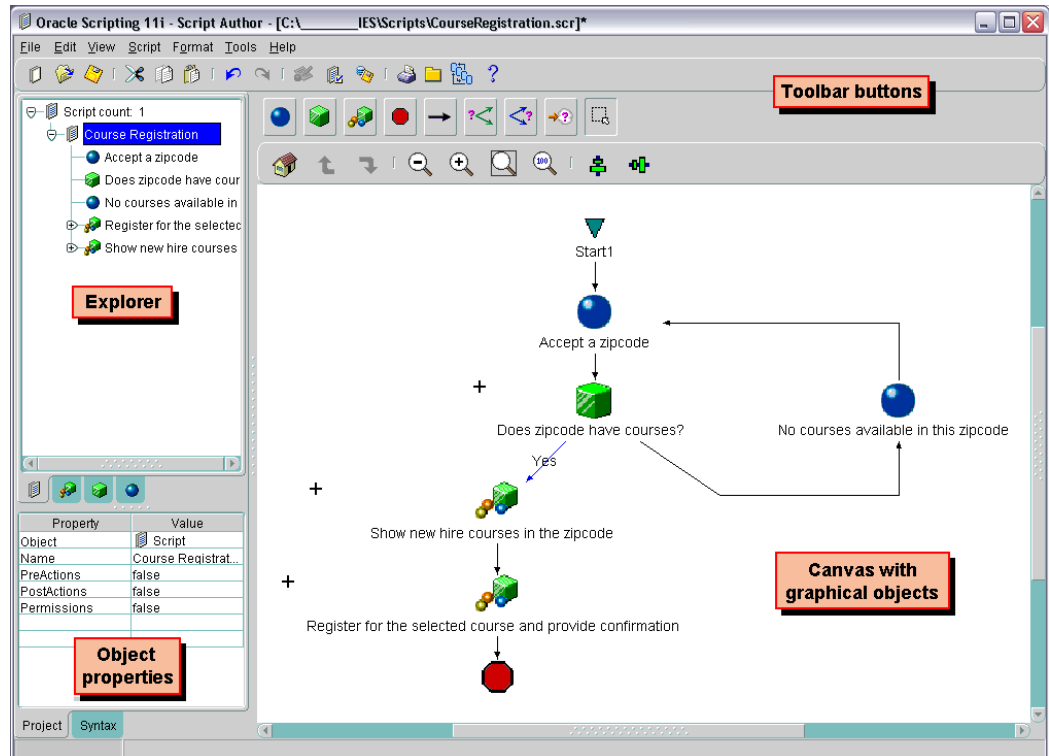 Oracle Scripting 11i - Script Author - [C:\_______IES\Scripts\CourseRegistration.scr]*
File Edit View Script Format Tools Help
Toolbar buttons
Script count: 1
Course Registration
Accept a zipcode
Does zipcode have cour
No courses available in
Register for the selected
Show new hire courses
Explorer
100
Start1
Accept a zipcode
Does zipcode have courses?
No courses available in this zipcode
Yes
Show new hire courses in the zipcode
Register for the selected course and provide confirmation
Canvas with
graphical objects
Property Value
Object Script
Name Course Registrat...
PreActions false
PostActions false
Permissions false
Object
properties
Project Syntax